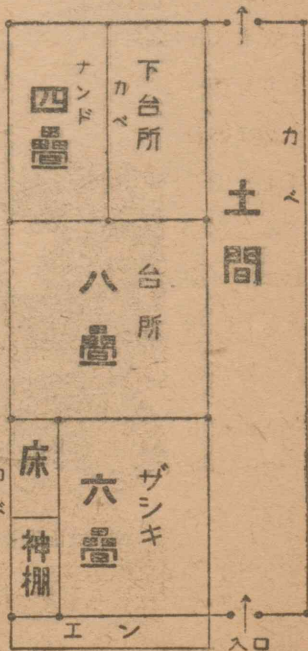 カベ
土間
入口
下台所
カベ
ナンド
四疊
台所
八疊
ザシキ
六疊
床
神棚
エン